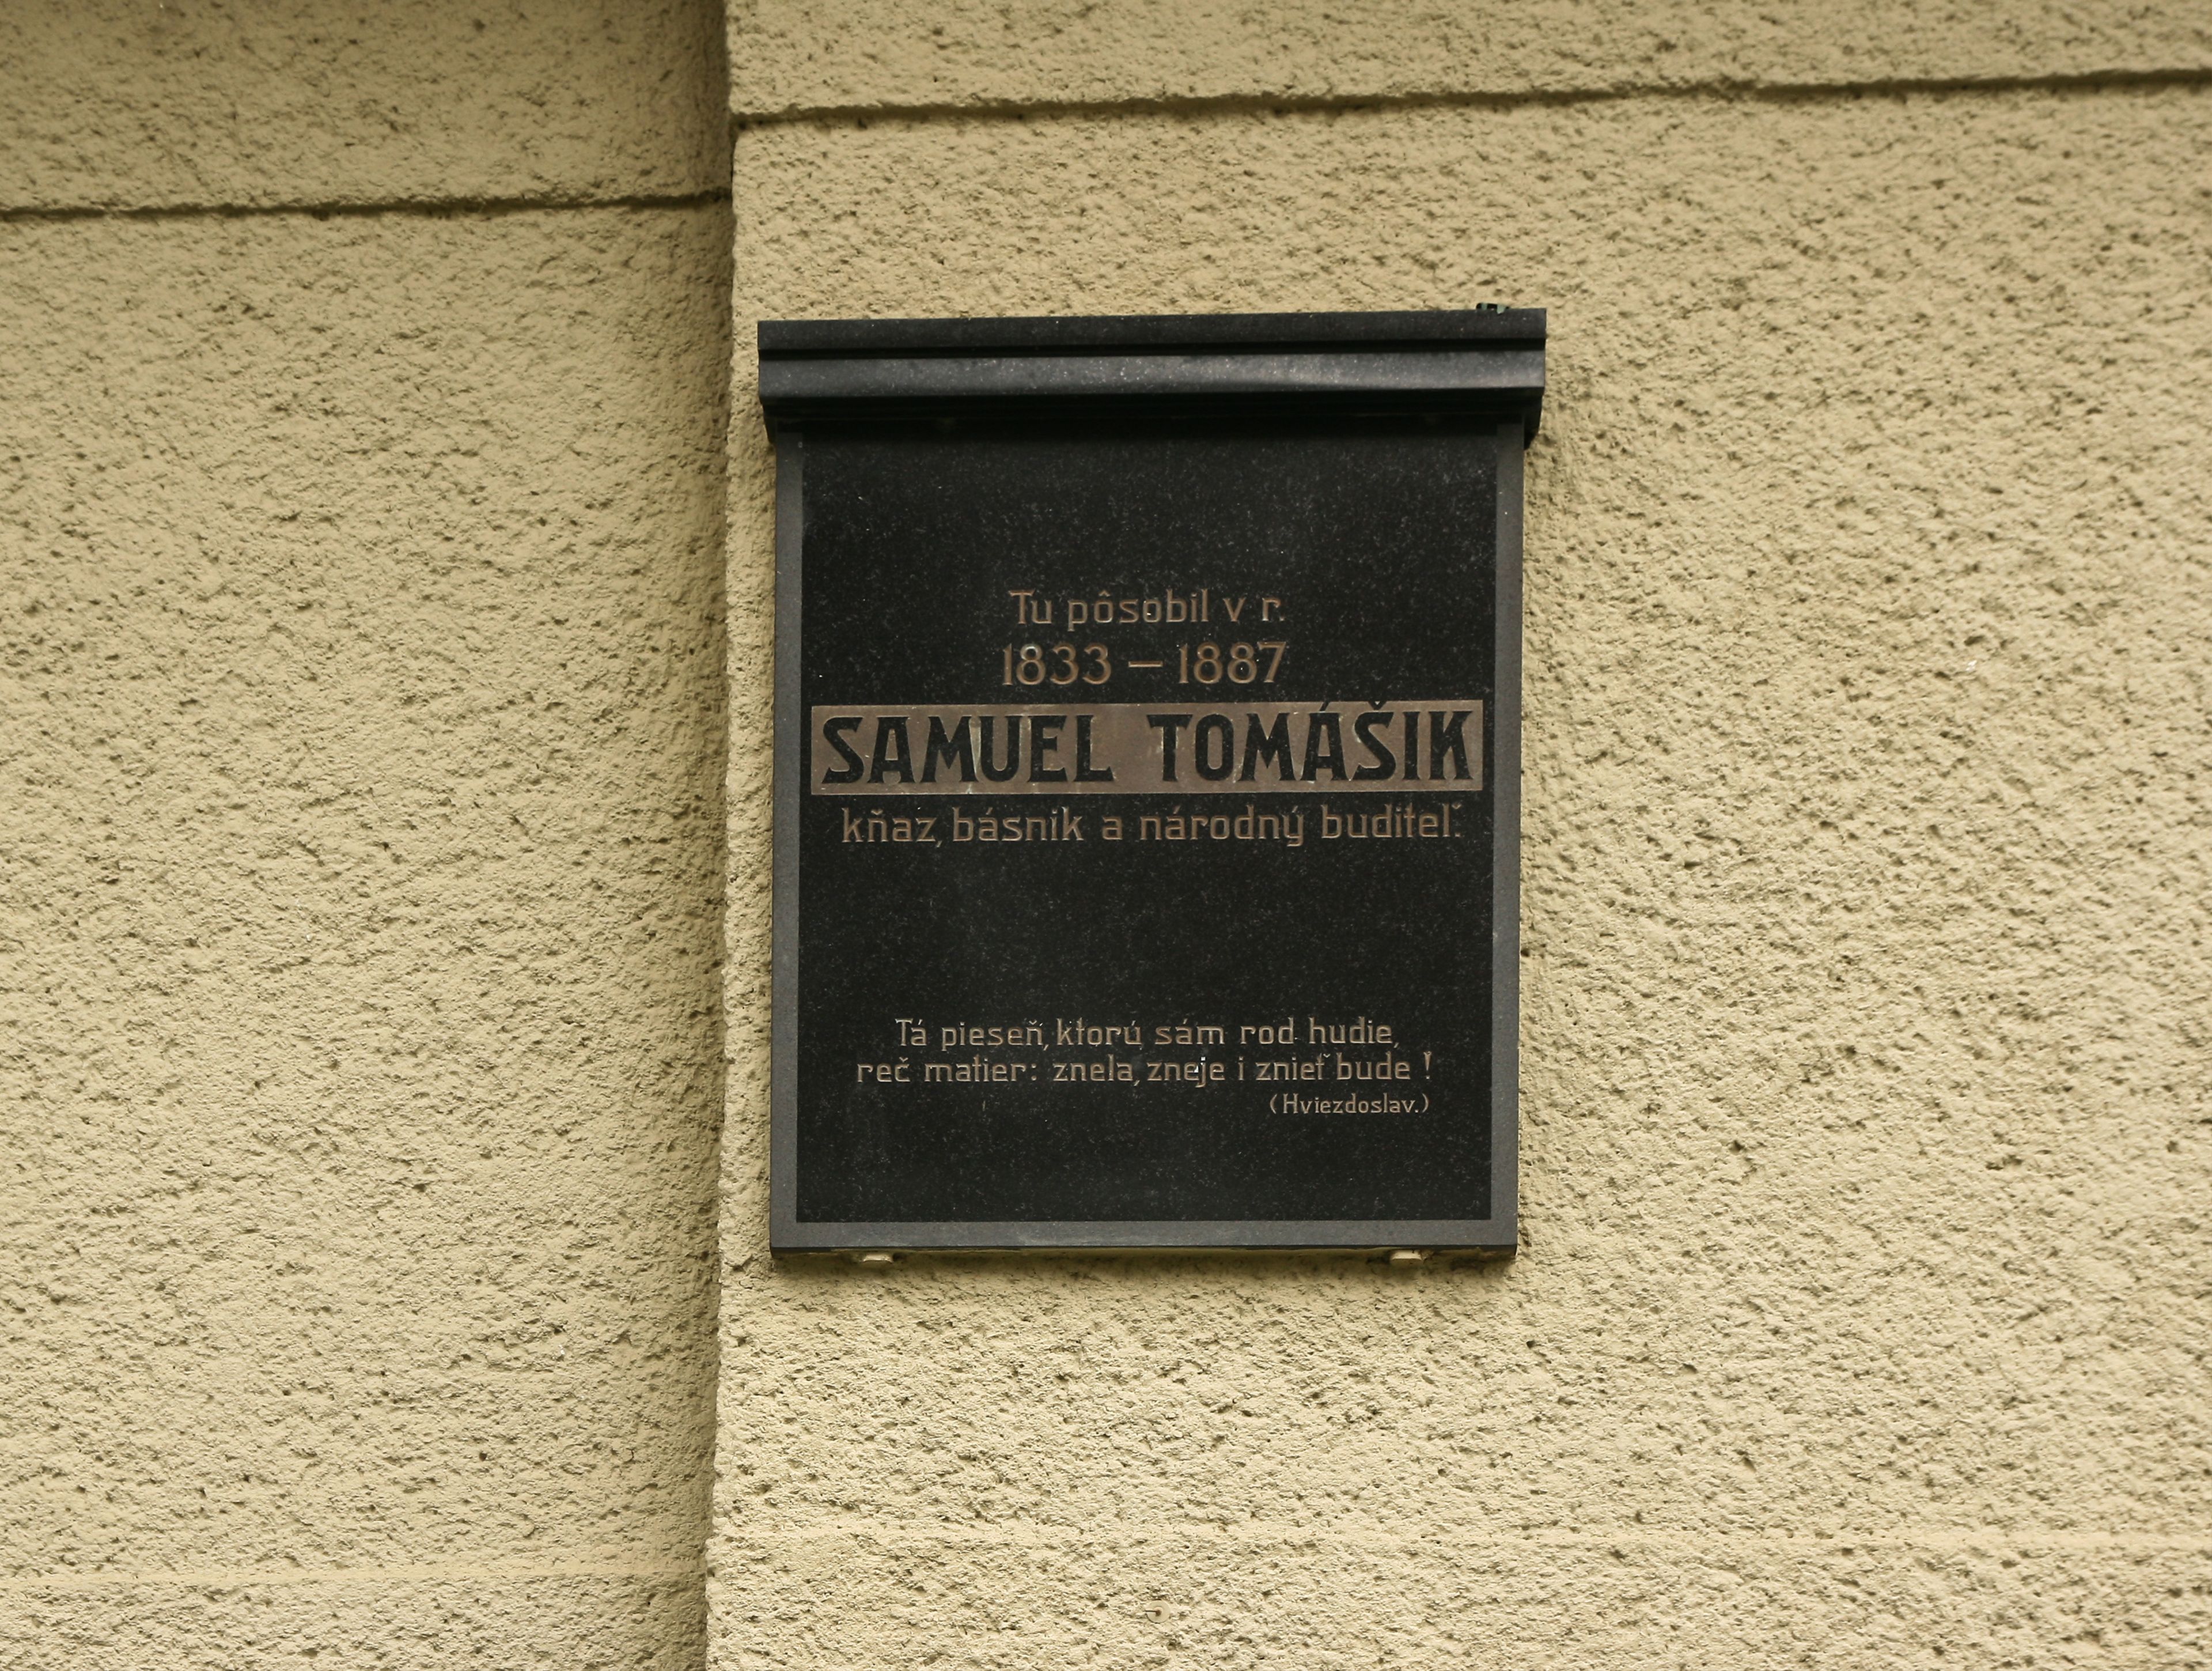 Tu pôsobil v r.
1833 – 1887
SAMUEL TOMÁŠIK
kňaz, básnik a národný buditeľ.
Tá pieseň, ktorú sám rod hudie,
reč matier: znela, zneje i znieť bude !
(Hviezdoslav.)